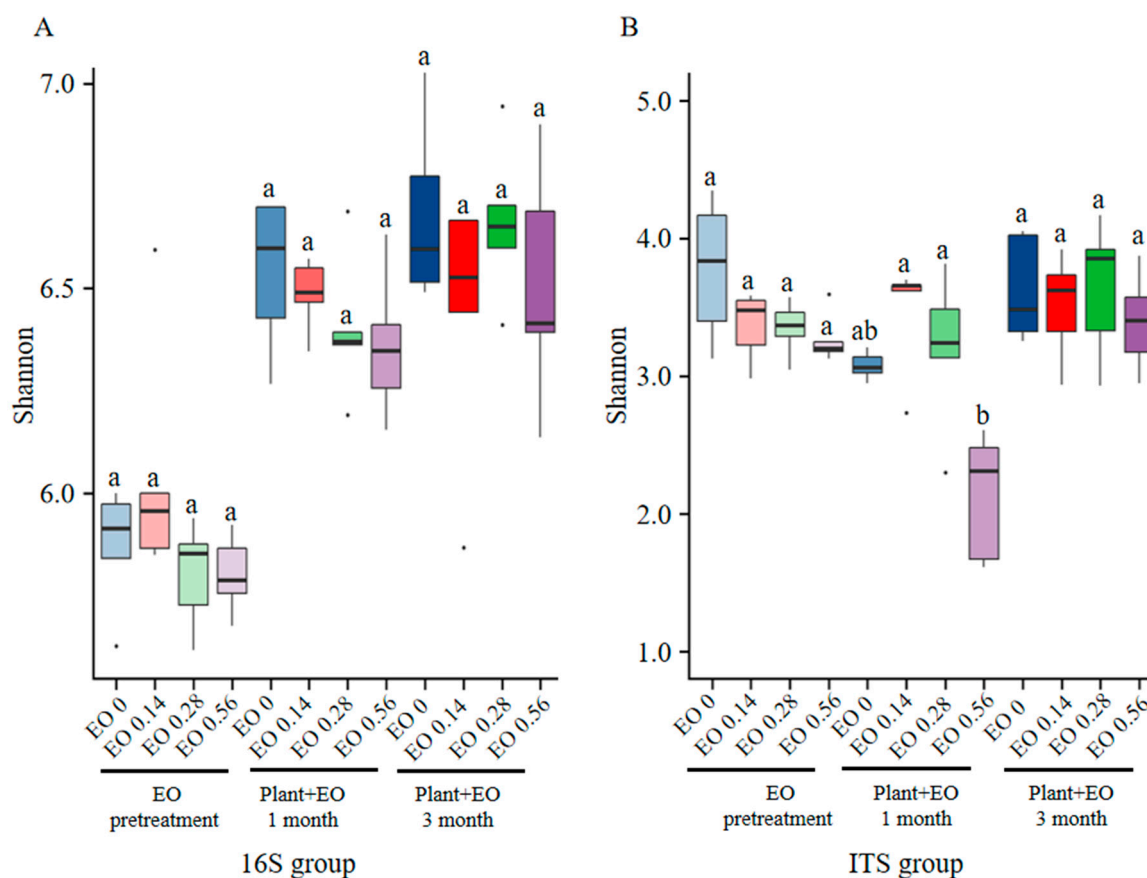 A
Shannon
7.0
6.5
6.0
a
a
a
a
a
a
a
a
a
a
a
a
EO 0
EO 0.14
EO 0.28
EO 0.56
EO 0
EO 0.14
EO 0.28
EO 0.56
EO 0
EO 0.14
EO 0.28
EO 0.56
EO
pretreatment
Plant+EO
1 month
Plant+EO
3 month
16S group
B
Shannon
5.0
4.0
3.0
2.0
1.0
a
a
a
a
ab
a
a
b
a
a
a
a
EO 0
EO 0.14
EO 0.28
EO 0.56
EO 0
EO 0.14
EO 0.28
EO 0.56
EO 0
EO 0.14
EO 0.28
EO 0.56
EO
pretreatment
Plant+EO
1 month
Plant+EO
3 month
ITS group